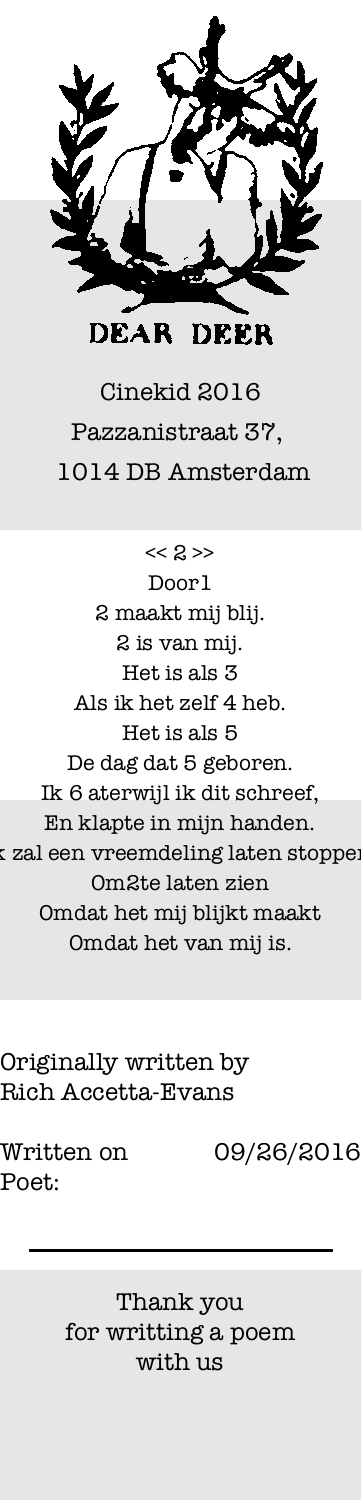 DEAR DEER
Cinekid 2016
Pazzanistraat 37,
1014 DB Amsterdam
<< 2 >>
Door1
2 maakt mij blij.
2 is van mij.
Het is als 3
Als ik het zelf 4 heb.
Het is als 5
De dag dat 5 geboren.
Ik 6 aterwijl ik dit schreef,
En klapte in mijn handen.
k zal een vreemdeling laten stoppen
Om2te laten zien
Omdat het mij blijkt maakt
Omdat het van mij is.
Originally written by
Rich Accetta-Evans
Written on 09/26/2016
Poet:
Thank you
for writting a poem
with us